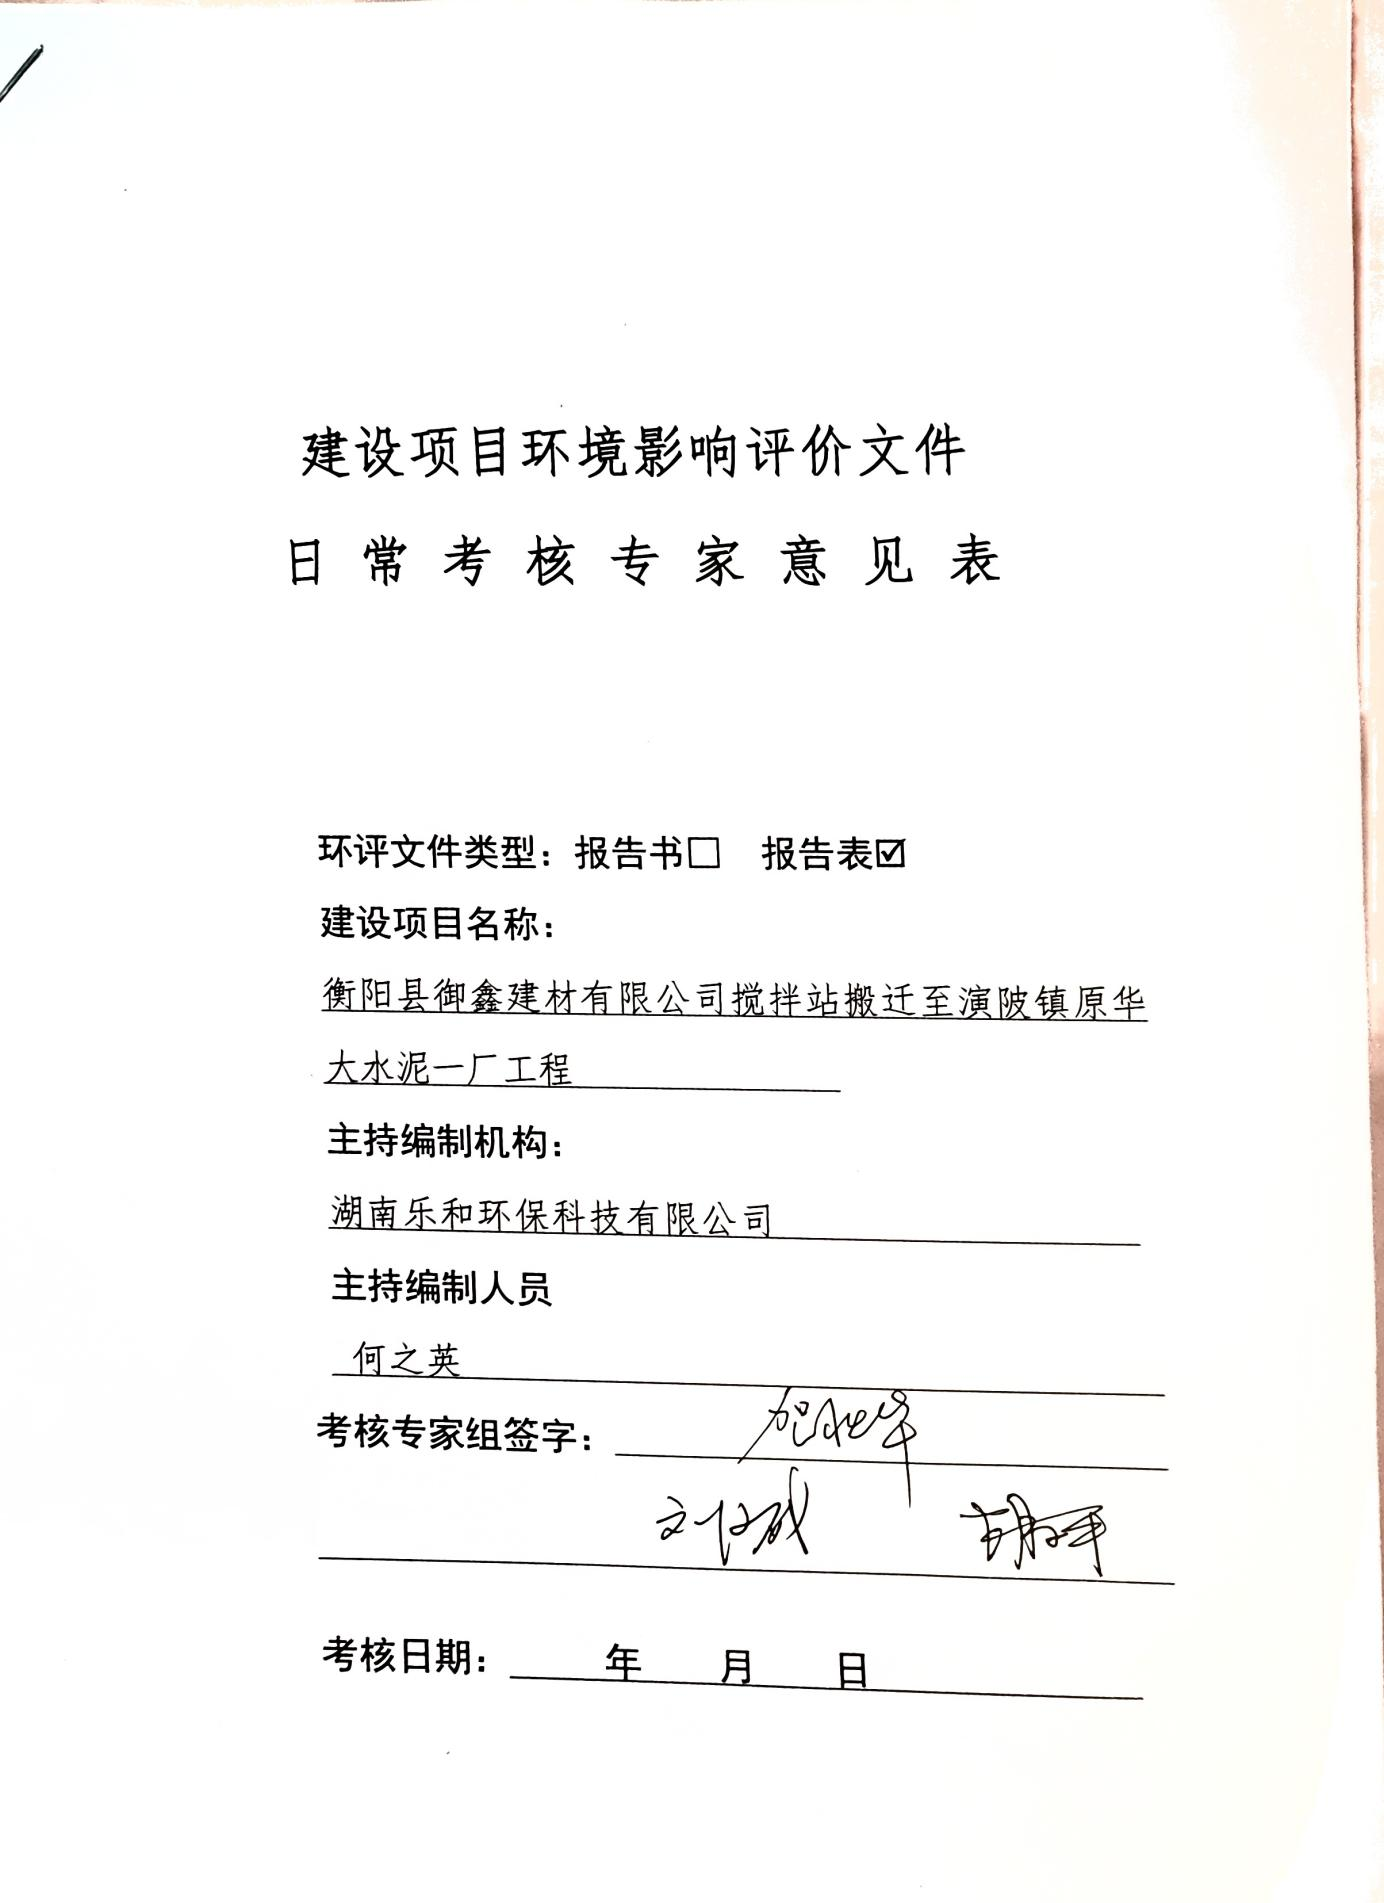 建设项目环境影响评价文件
日常考核专家意见表
环评文件类型：报告书□ 报告表☑
建设项目名称：
衡阳县御鑫建材有限公司搅拌站搬迁至演陂镇原华
大水泥一厂工程
主持编制机构：
湖南乐和环保科技有限公司
主持编制人员
何之英
考核专家组签字：
考核日期： 年 月 日